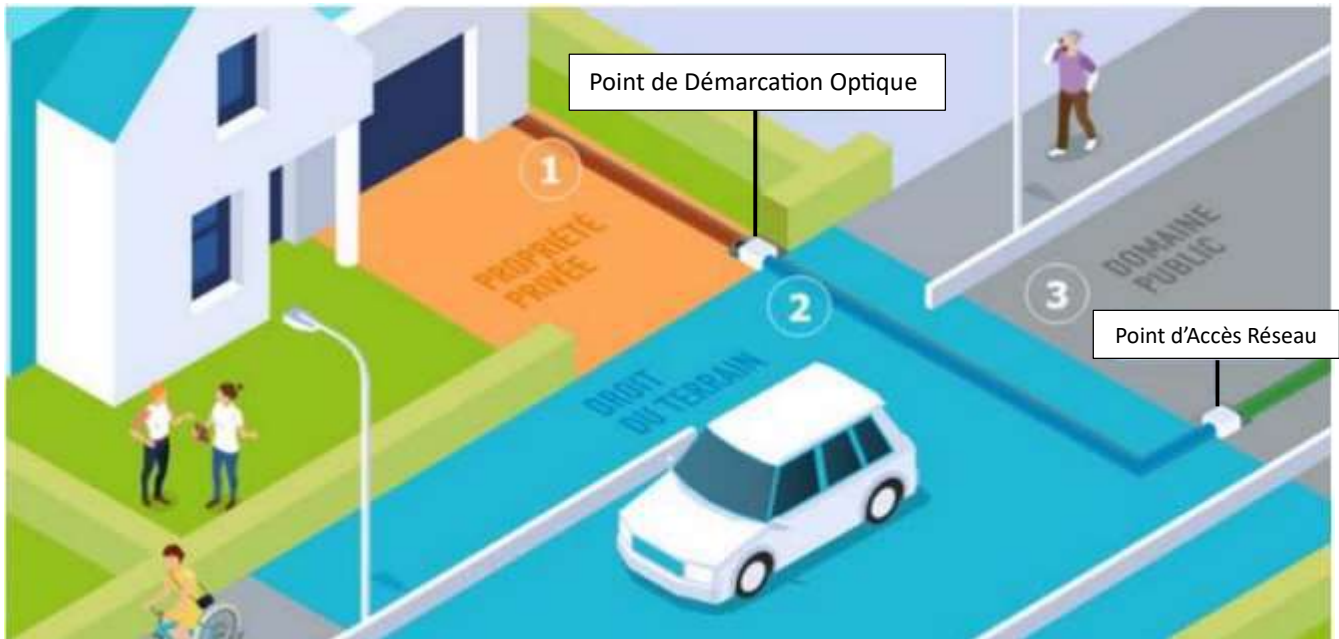 Point de Démarcation Optique
1
PROPRIÉTÉ
PRIVÉE
2
DROIT
DU TERRAIN
3
DOMAINE
PUBLIC
Point d'Accès Réseau